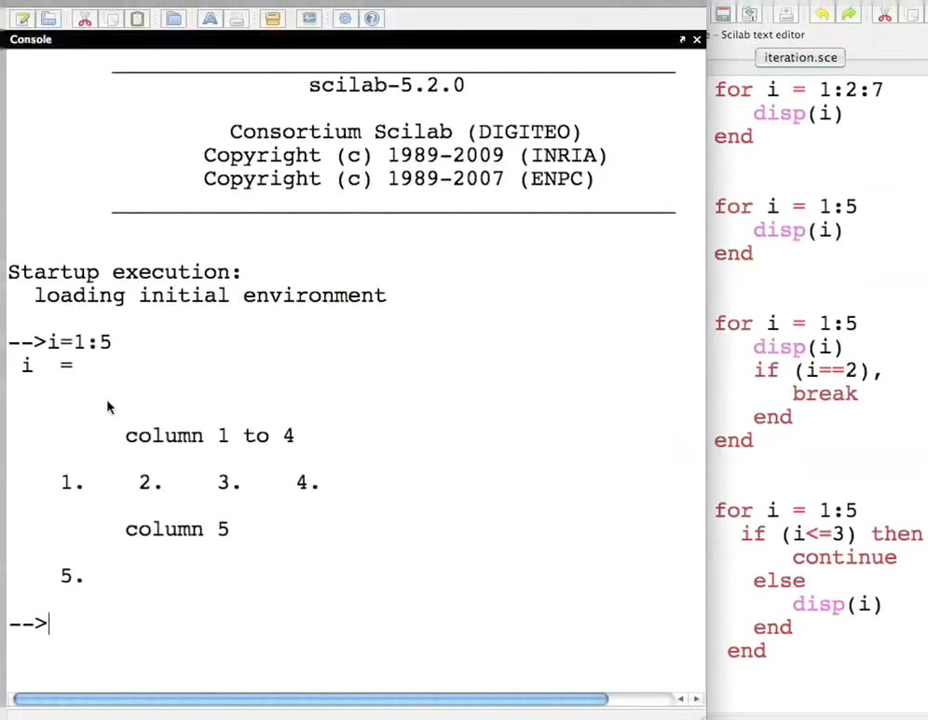 Console
scilab-5.2.0
Consortium Scilab (DIGITEO)
Copyright (c) 1989-2009 (INRIA)
Copyright (c) 1989-2007 (ENPC)
Startup execution:
loading initial environment
-->i=1:5
i =
column 1 to 4
1. 2. 3. 4.
column 5
5.
-->
- Scilab text editor
iteration.sce
for i = 1:2:7
disp(i)
end
for i = 1:5
disp(i)
end
for i = 1:5
disp(i)
if (i==2),
break
end
end
for i = 1:5
if (i<=3) then
continue
else
disp(i)
end
end